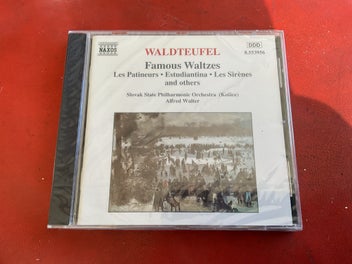 NAXOS
DDD
8.553956
WALDTEUFEL
Famous Waltzes
Les Patineurs • Estudiantina • Les Sirènes
and others
Slovak State Philharmonic Orchestra (Košice)
Alfred Walter